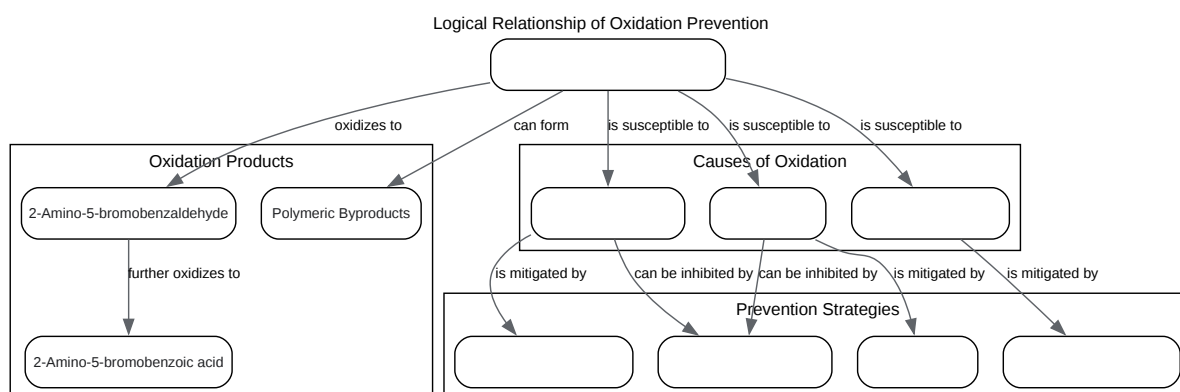 Logical Relationship of Oxidation Prevention
oxidizes to
can form
is susceptible to
is susceptible to
is susceptible to
Oxidation Products
Causes of Oxidation
2-Amino-5-bromobenzaldehyde
Polymeric Byproducts
further oxidizes to
is mitigated by
can be inhibited by
can be inhibited by
is mitigated by
is mitigated by
Prevention Strategies
2-Amino-5-bromobenzoic acid